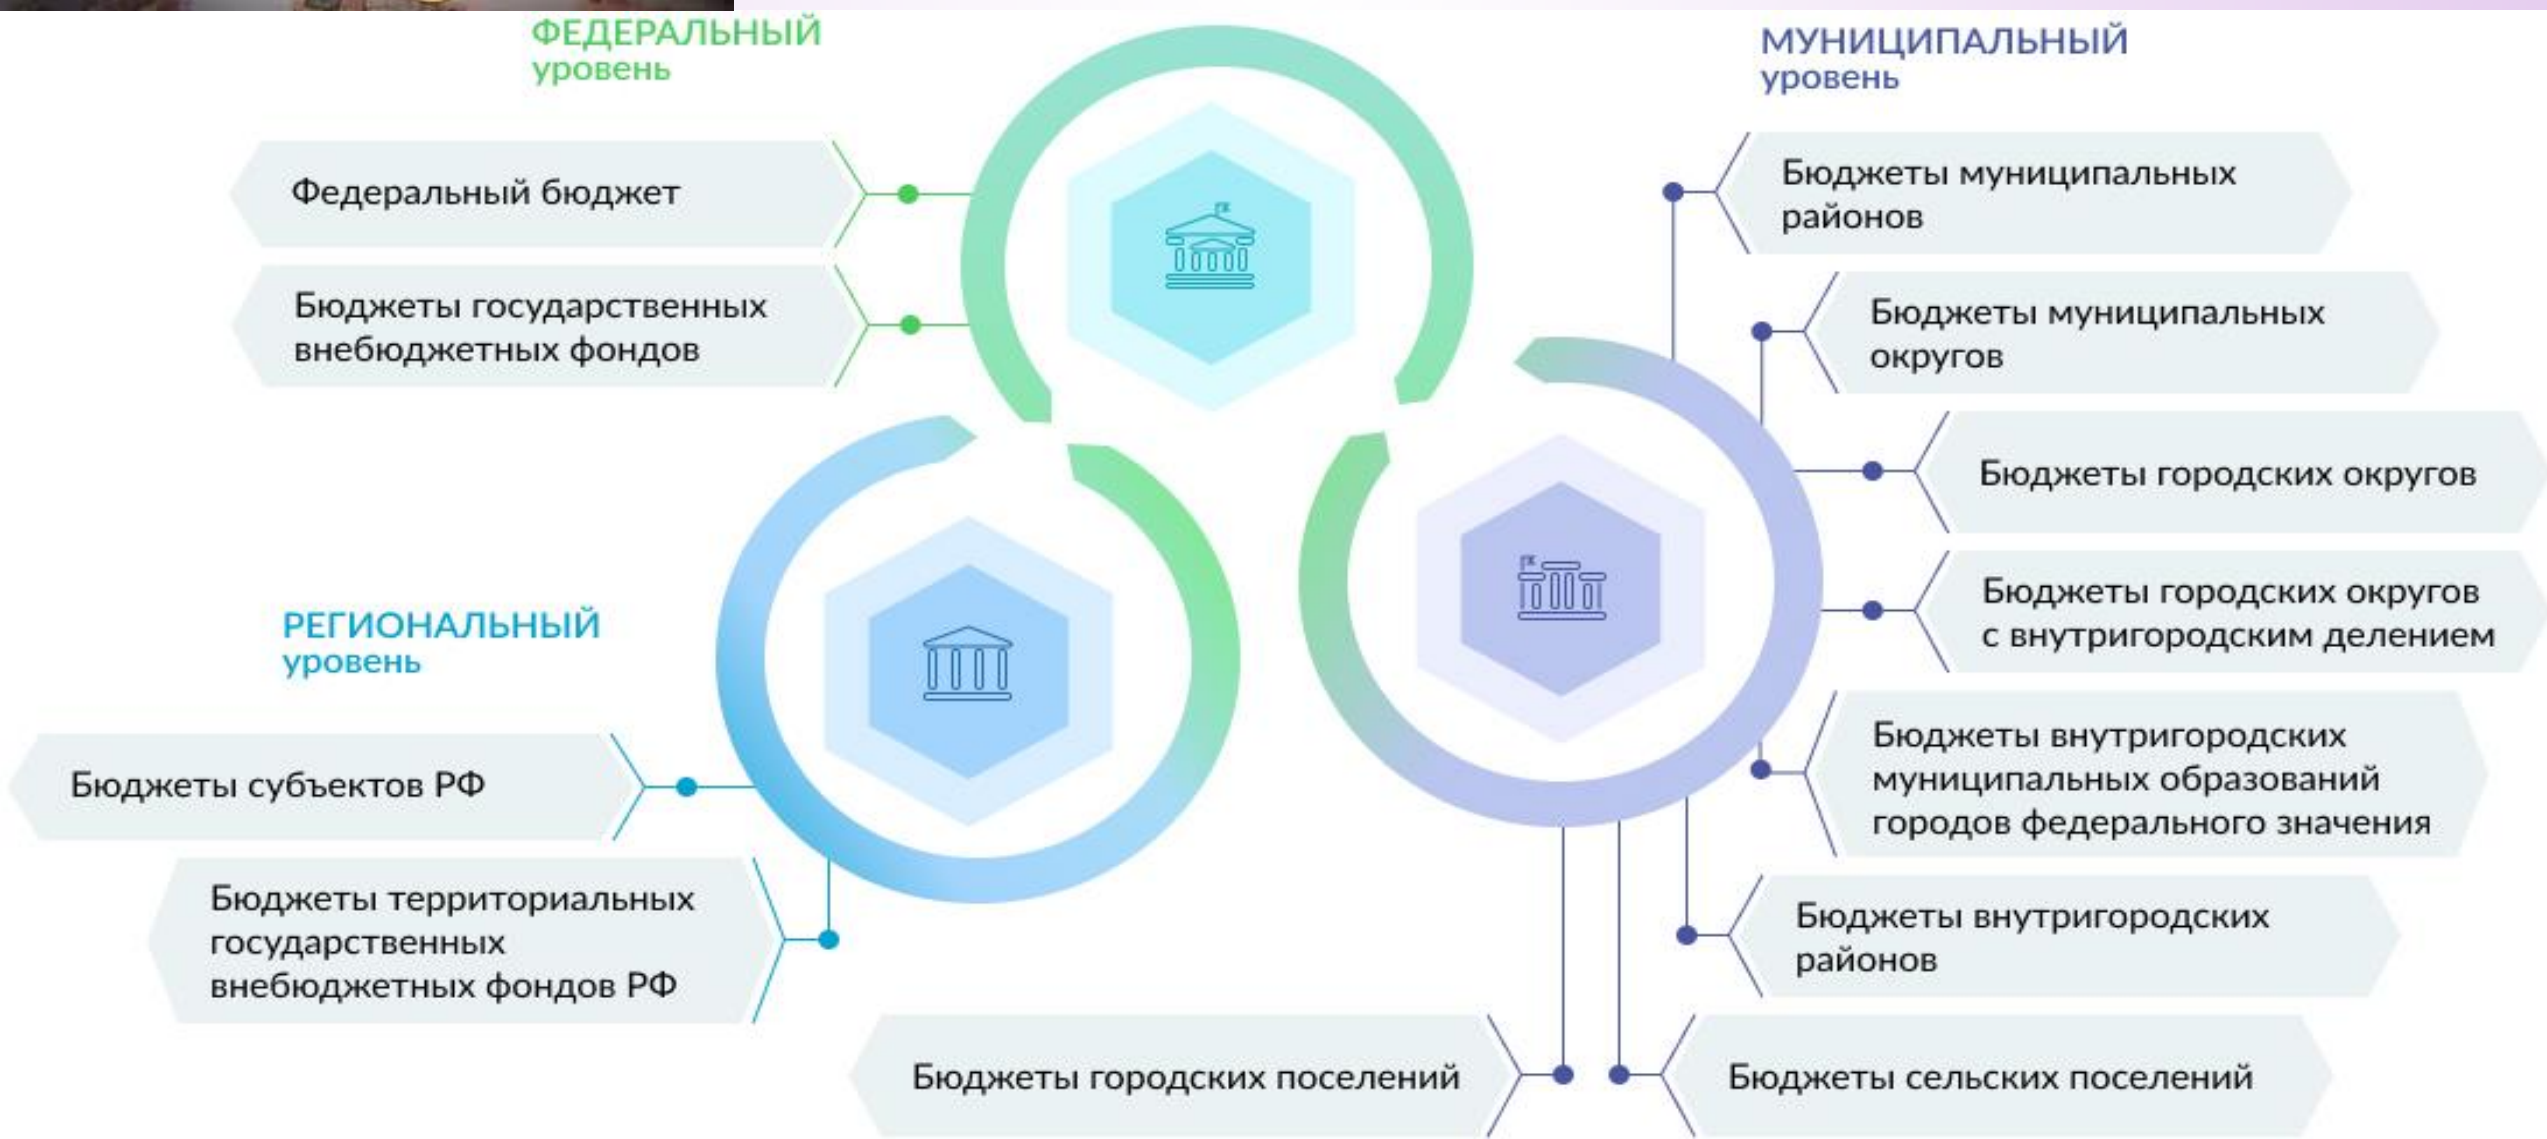 ФЕДЕРАЛЬНЫЙ
уровень
Федеральный бюджет
Бюджеты государственных
внебюджетных фондов
РЕГИОНАЛЬНЫЙ
уровень
Бюджеты субъектов РФ
Бюджеты территориальных
государственных
внебюджетных фондов РФ
МУНИЦИПАЛЬНЫЙ
уровень
Бюджеты муниципальных
районов
Бюджеты муниципальных
округов
Бюджеты городских округов
Бюджеты городских округов
с внутригородским делением
Бюджеты внутригородских
муниципальных образований
городов федерального значения
Бюджеты внутригородских
районов
Бюджеты городских поселений
Бюджеты сельских поселений